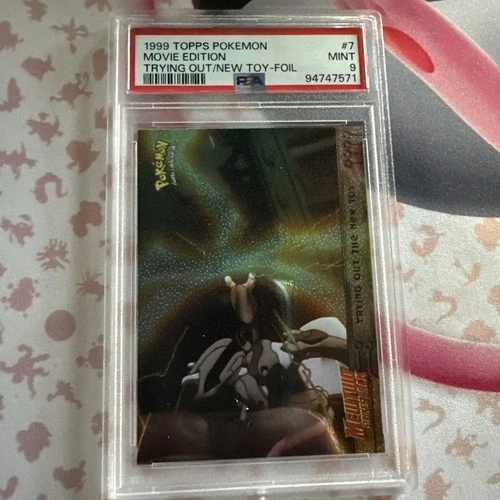 1999 TOPPS POKEMON #7
MOVIE EDITION MINT
TRYING OUT/NEW TOY-FOIL 9
PSA 94747571
Pokémon
TRYING OUT THE NEW TOY